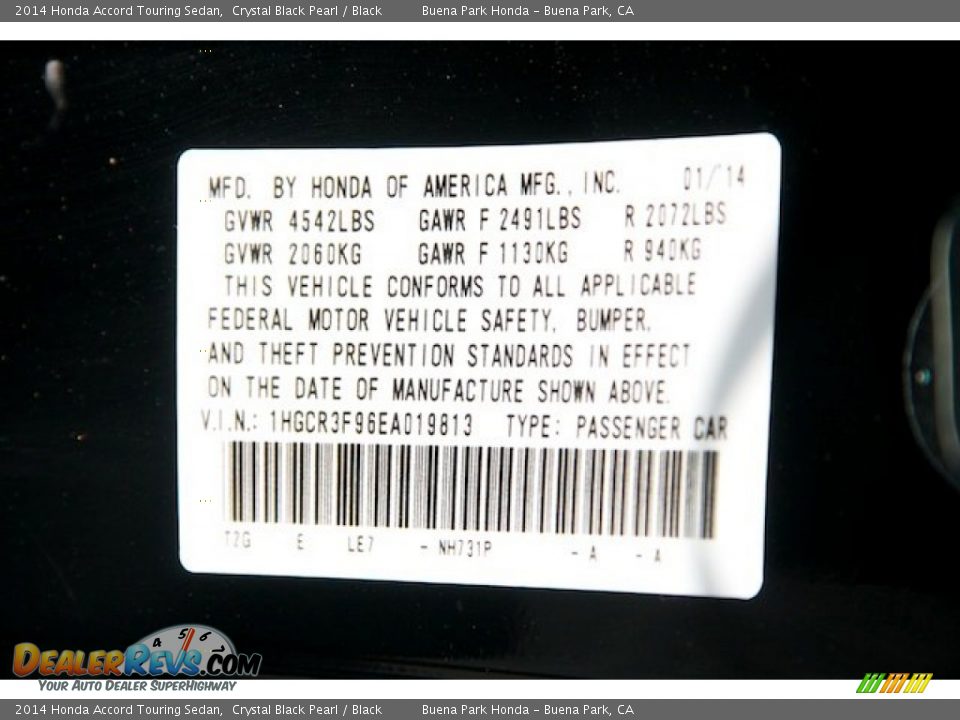 2014 Honda Accord Touring Sedan, Crystal Black Pearl / Black Buena Park Honda - Buena Park, CA
MFD. BY HONDA OF AMERICA MFG., INC. 01/14
GVWR 4542LBS GAWR F 2491LBS R 2072LBS
GVWR 2060KG GAWR F 1130KG R 940KG
THIS VEHICLE CONFORMS TO ALL APPLICABLE
FEDERAL MOTOR VEHICLE SAFETY, BUMPER,
AND THEFT PREVENTION STANDARDS IN EFFECT
ON THE DATE OF MANUFACTURE SHOWN ABOVE.
V.I.N.: 1HGCR3F96EA019813 TYPE: PASSENGER CAR
T2G E LE7 - NH731P - A - A
4 5 6
DEALERREVS.COM
YOUR AUTO DEALER SUPERHIGHWAY
2014 Honda Accord Touring Sedan, Crystal Black Pearl / Black Buena Park Honda - Buena Park, CA